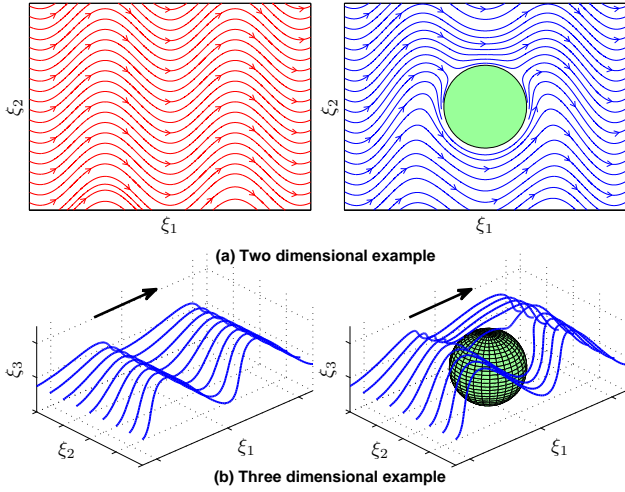 ξ₂
ξ₁
ξ₂
ξ₁
(a) Two dimensional example
ξ₃
ξ₂
ξ₁
ξ₃
ξ₂
ξ₁
(b) Three dimensional example